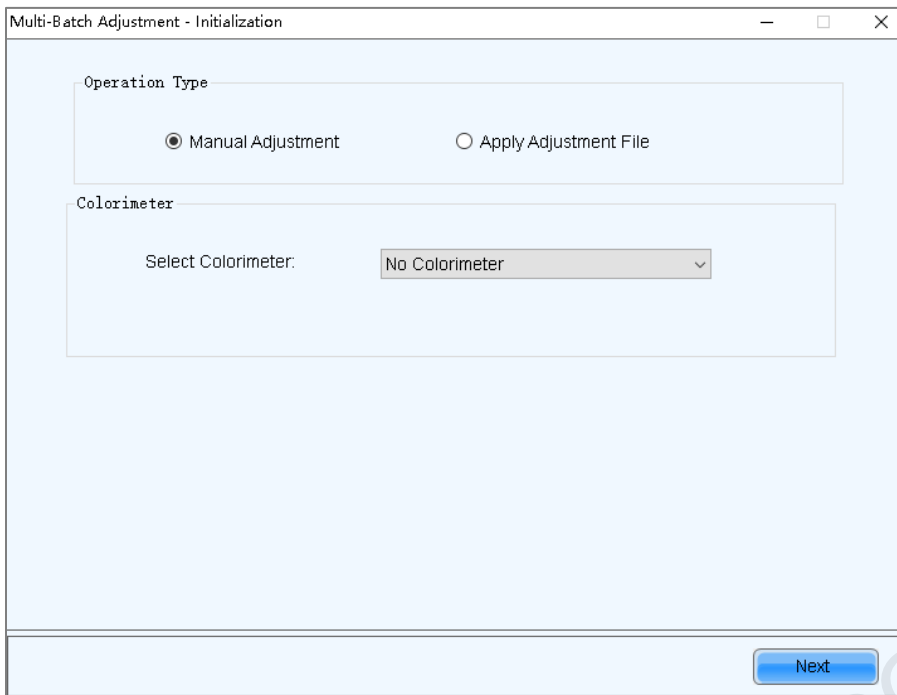 Multi-Batch Adjustment - Initialization
Operation Type
Manual Adjustment Apply Adjustment File
Colorimeter
Select Colorimeter: No Colorimeter
Next